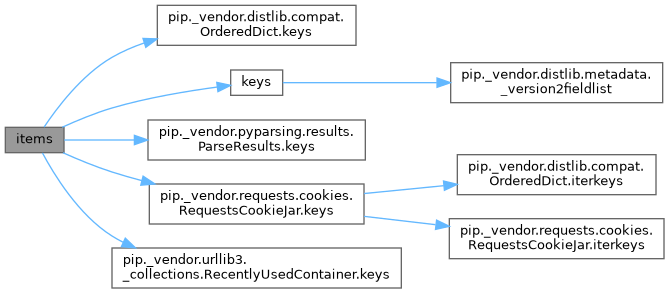 items
pip._vendor.distlib.compat.
OrderedDict.keys
keys
pip._vendor.distlib.metadata.
_version2fieldlist
pip._vendor.pyparsing.results.
ParseResults.keys
pip._vendor.requests.cookies.
RequestsCookieJar.keys
pip._vendor.distlib.compat.
OrderedDict.iterkeys
pip._vendor.requests.cookies.
RequestsCookieJar.iterkeys
pip._vendor.urllib3.
_collections.RecentlyUsedContainer.keys